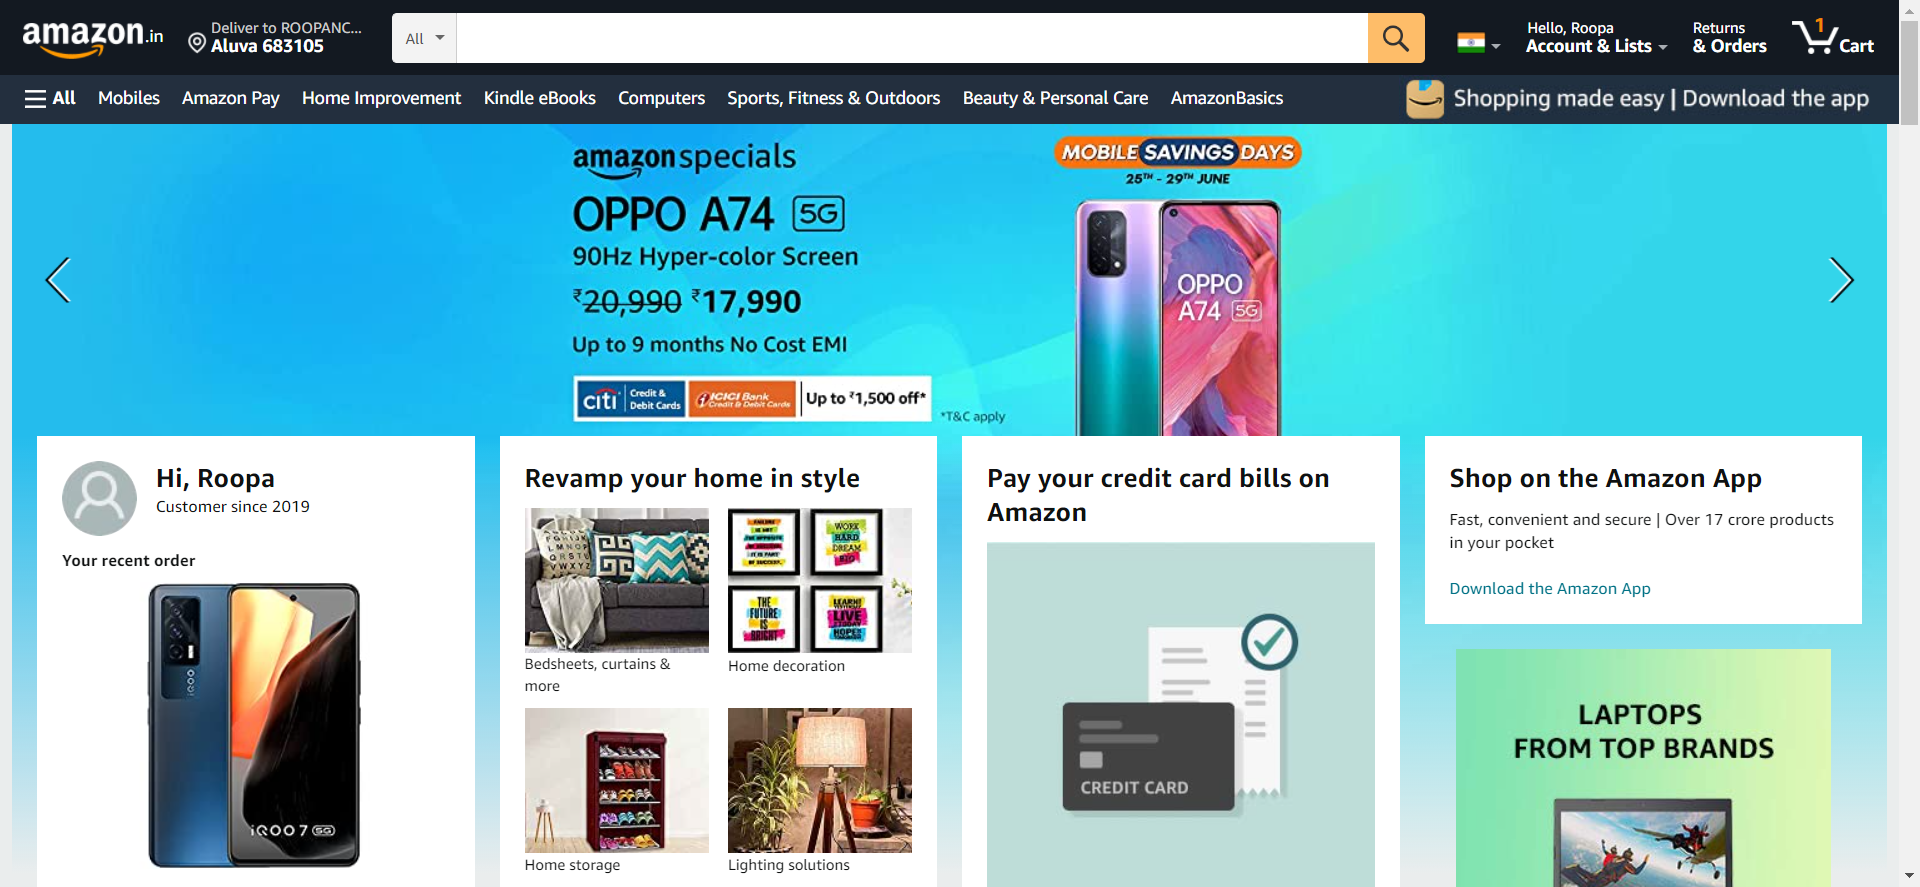 amazon.in
Deliver to ROOPANC...
Aluva 683105
All
Hello, Roopa
Account & Lists
Returns
& Orders
1
Cart
All
Mobiles
Amazon Pay
Home Improvement
Kindle eBooks
Computers
Sports, Fitness & Outdoors
Beauty & Personal Care
AmazonBasics
Shopping made easy | Download the app
amazon specials
OPPO A74 5G
90Hz Hyper-color Screen
₹20,990 ₹17,990
Up to 9 months No Cost EMI
citi Credit &
Debit Cards
ICICI Bank
Credit & Debit Cards
Up to ₹1,500 off*
*T&C apply
MOBILE SAVINGS DAYS
25TH - 29TH JUNE
OPPO
A74 5G
Hi, Roopa
Customer since 2019
Your recent order
iQOO
iQOO 7 5G
Revamp your home in style
FGHIJ
KLMNOP
QRSTU
VWXYZ
Bedsheets, curtains &
more
WORK
HARD
DREAM
BIG
THE
FUTURE
IS
BRIGHT
LIVE
Home decoration
Home storage
Lighting solutions
Pay your credit card bills on
Amazon
CREDIT CARD
Shop on the Amazon App
Fast, convenient and secure | Over 17 crore products
in your pocket
Download the Amazon App
LAPTOPS
FROM TOP BRANDS